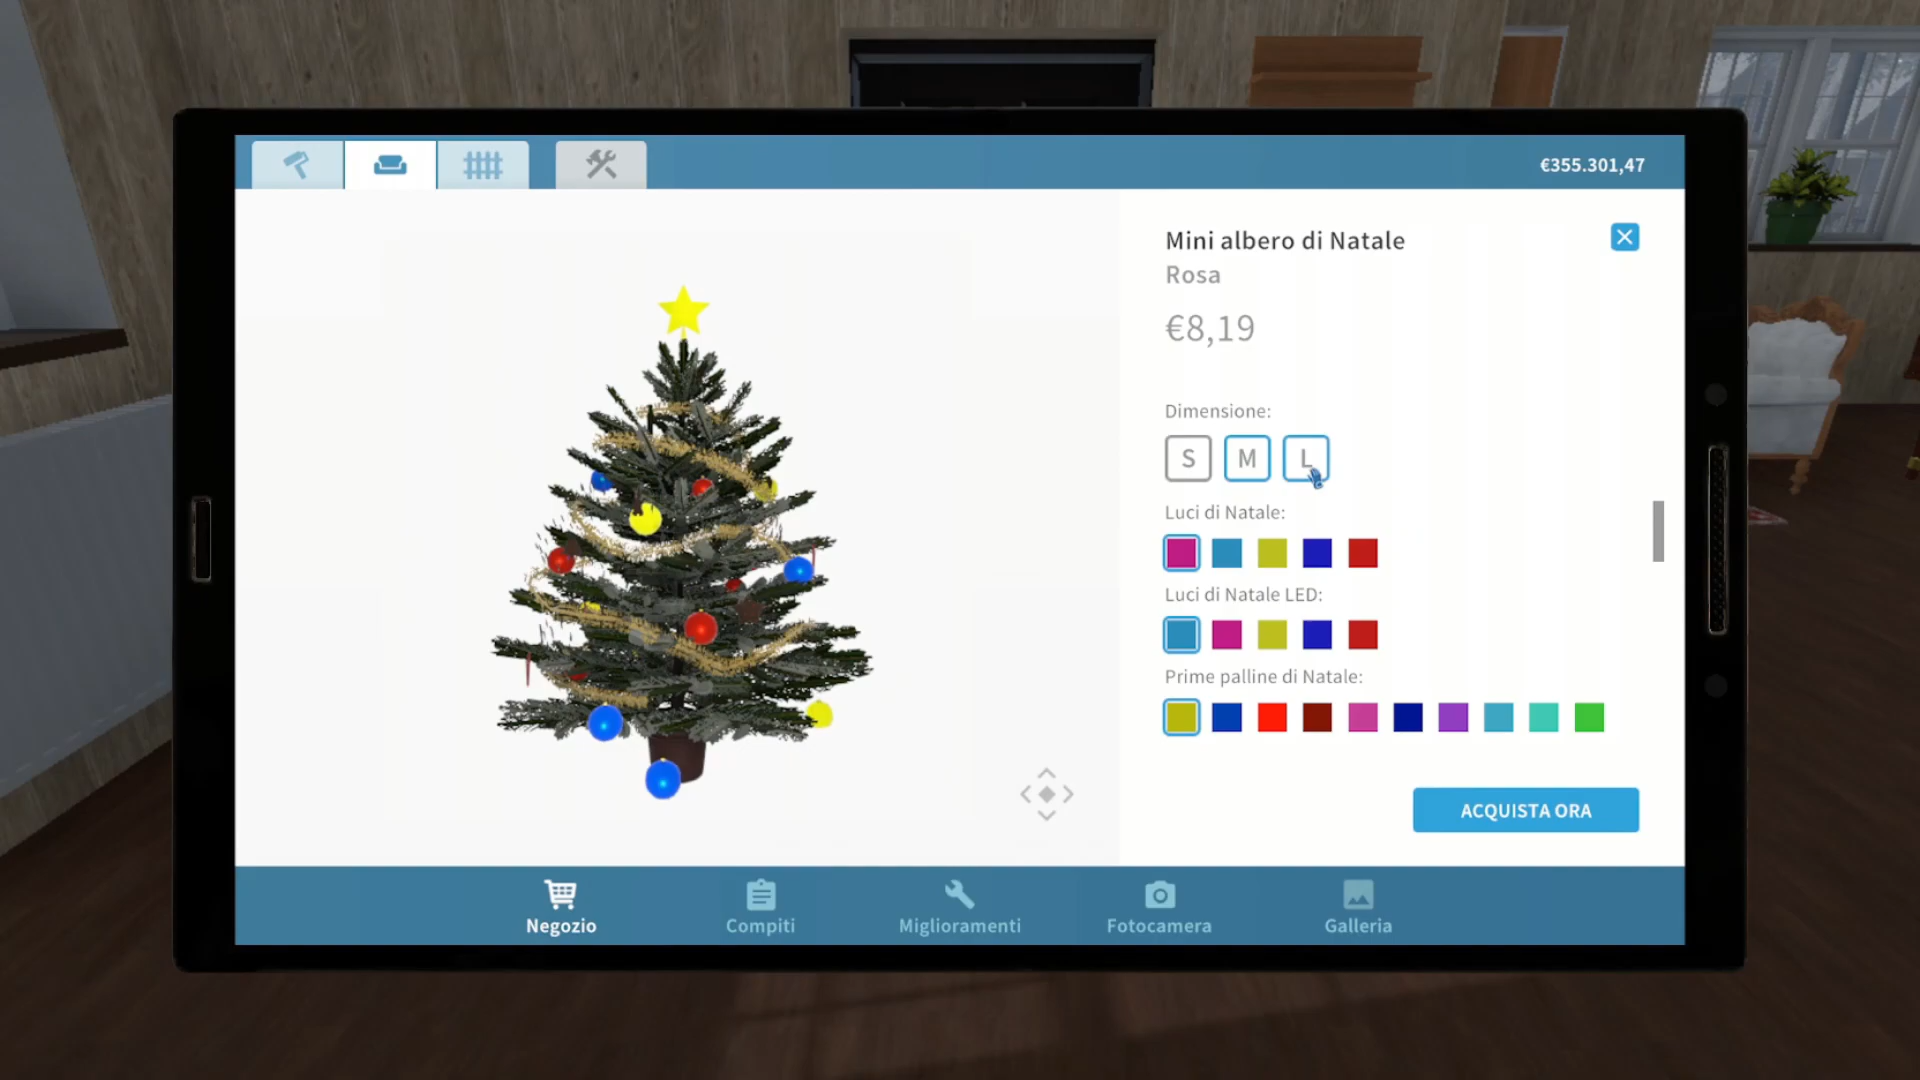 €355.301,47
Mini albero di Natale
Rosa
€8,19
Dimensione:
S M L
Luci di Natale:
Luci di Natale LED:
Prime palline di Natale:
ACQUISTA ORA
Negozio Compiti Miglioramenti Fotocamera Galleria